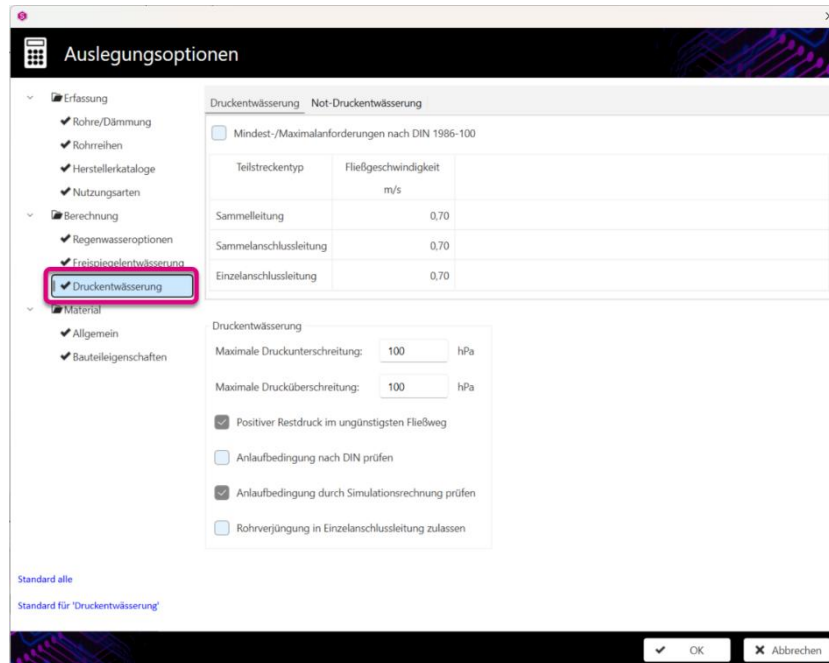 Auslegungsoptionen
Erfassung
Rohre/Dämmung
Rohrreihen
Herstellerkataloge
Nutzungsarten
Berechnung
Regenwasseroptionen
Freispiegelentwässerung
Druckentwässerung
Material
Allgemein
Bauteileigenschaften
Standard alle
Standard für 'Druckentwässerung'
Druckentwässerung Not-Druckentwässerung
Mindest-/Maximalanforderungen nach DIN 1986-100
Teilstreckentyp Fließgeschwindigkeit
m/s
Sammelleitung 0,70
Sammelanschlussleitung 0,70
Einzelanschlussleitung 0,70
Druckentwässerung
Maximale Druckunterschreitung: 100 hPa
Maximale Drucküberschreitung: 100 hPa
Positiver Restdruck im ungünstigsten Fließweg
Anlaufbedingung nach DIN prüfen
Anlaufbedingung durch Simulationsrechnung prüfen
Rohrverjüngung in Einzelanschlussleitung zulassen
OK Abbrechen